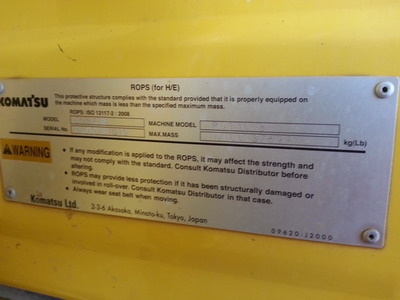 ROPS (for H/E)
KOMATSU
This protective structure complies with the standard provided that it is properly equipped on
the machine which mass is less than the specified maximum mass.
ROPS: ISO 12117-2 : 2008
MODEL
MACHINE MODEL
SERIAL No.
MAX.MASS
kg(Lb)
WARNING
• If any modification is applied to the ROPS, it may affect the strength and
may not comply with the standard. Consult Komatsu Distributor before
altering.
• ROPS may provide less protection if it has been structurally damaged or
involved in roll-over. Consult Komatsu Distributor in that case.
• Always wear seat belt when moving.
Komatsu Ltd.
2-3-6 Akasaka, Minato-ku, Tokyo, Japan
09620-J2000